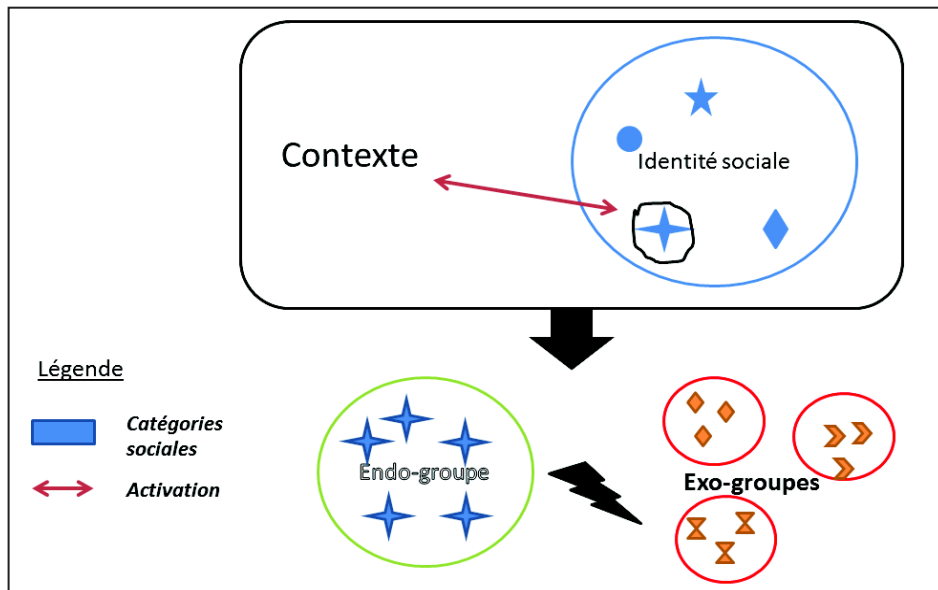 Contexte
Identité sociale
Légende
Catégories
sociales
Activation
Endo-groupe
Exo-groupes